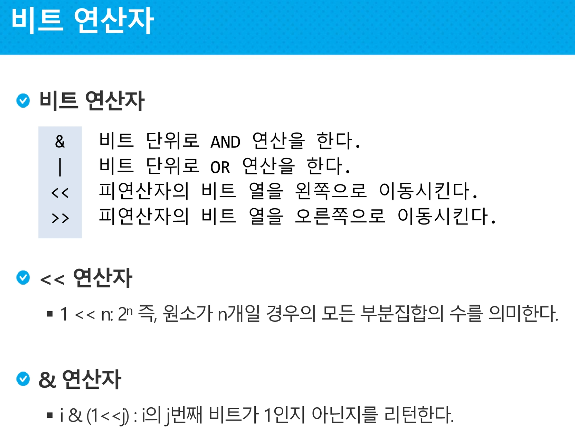 비트 연산자
비트 연산자
& 비트 단위로 AND 연산을 한다.
| 비트 단위로 OR 연산을 한다.
<< 피연산자의 비트 열을 왼쪽으로 이동시킨다.
>> 피연산자의 비트 열을 오른쪽으로 이동시킨다.
<< 연산자
▪ 1 << n: 2ⁿ 즉, 원소가 n개일 경우의 모든 부분집합의 수를 의미한다.
& 연산자
▪ i & (1<<j) : i의 j번째 비트가 1인지 아닌지를 리턴한다.